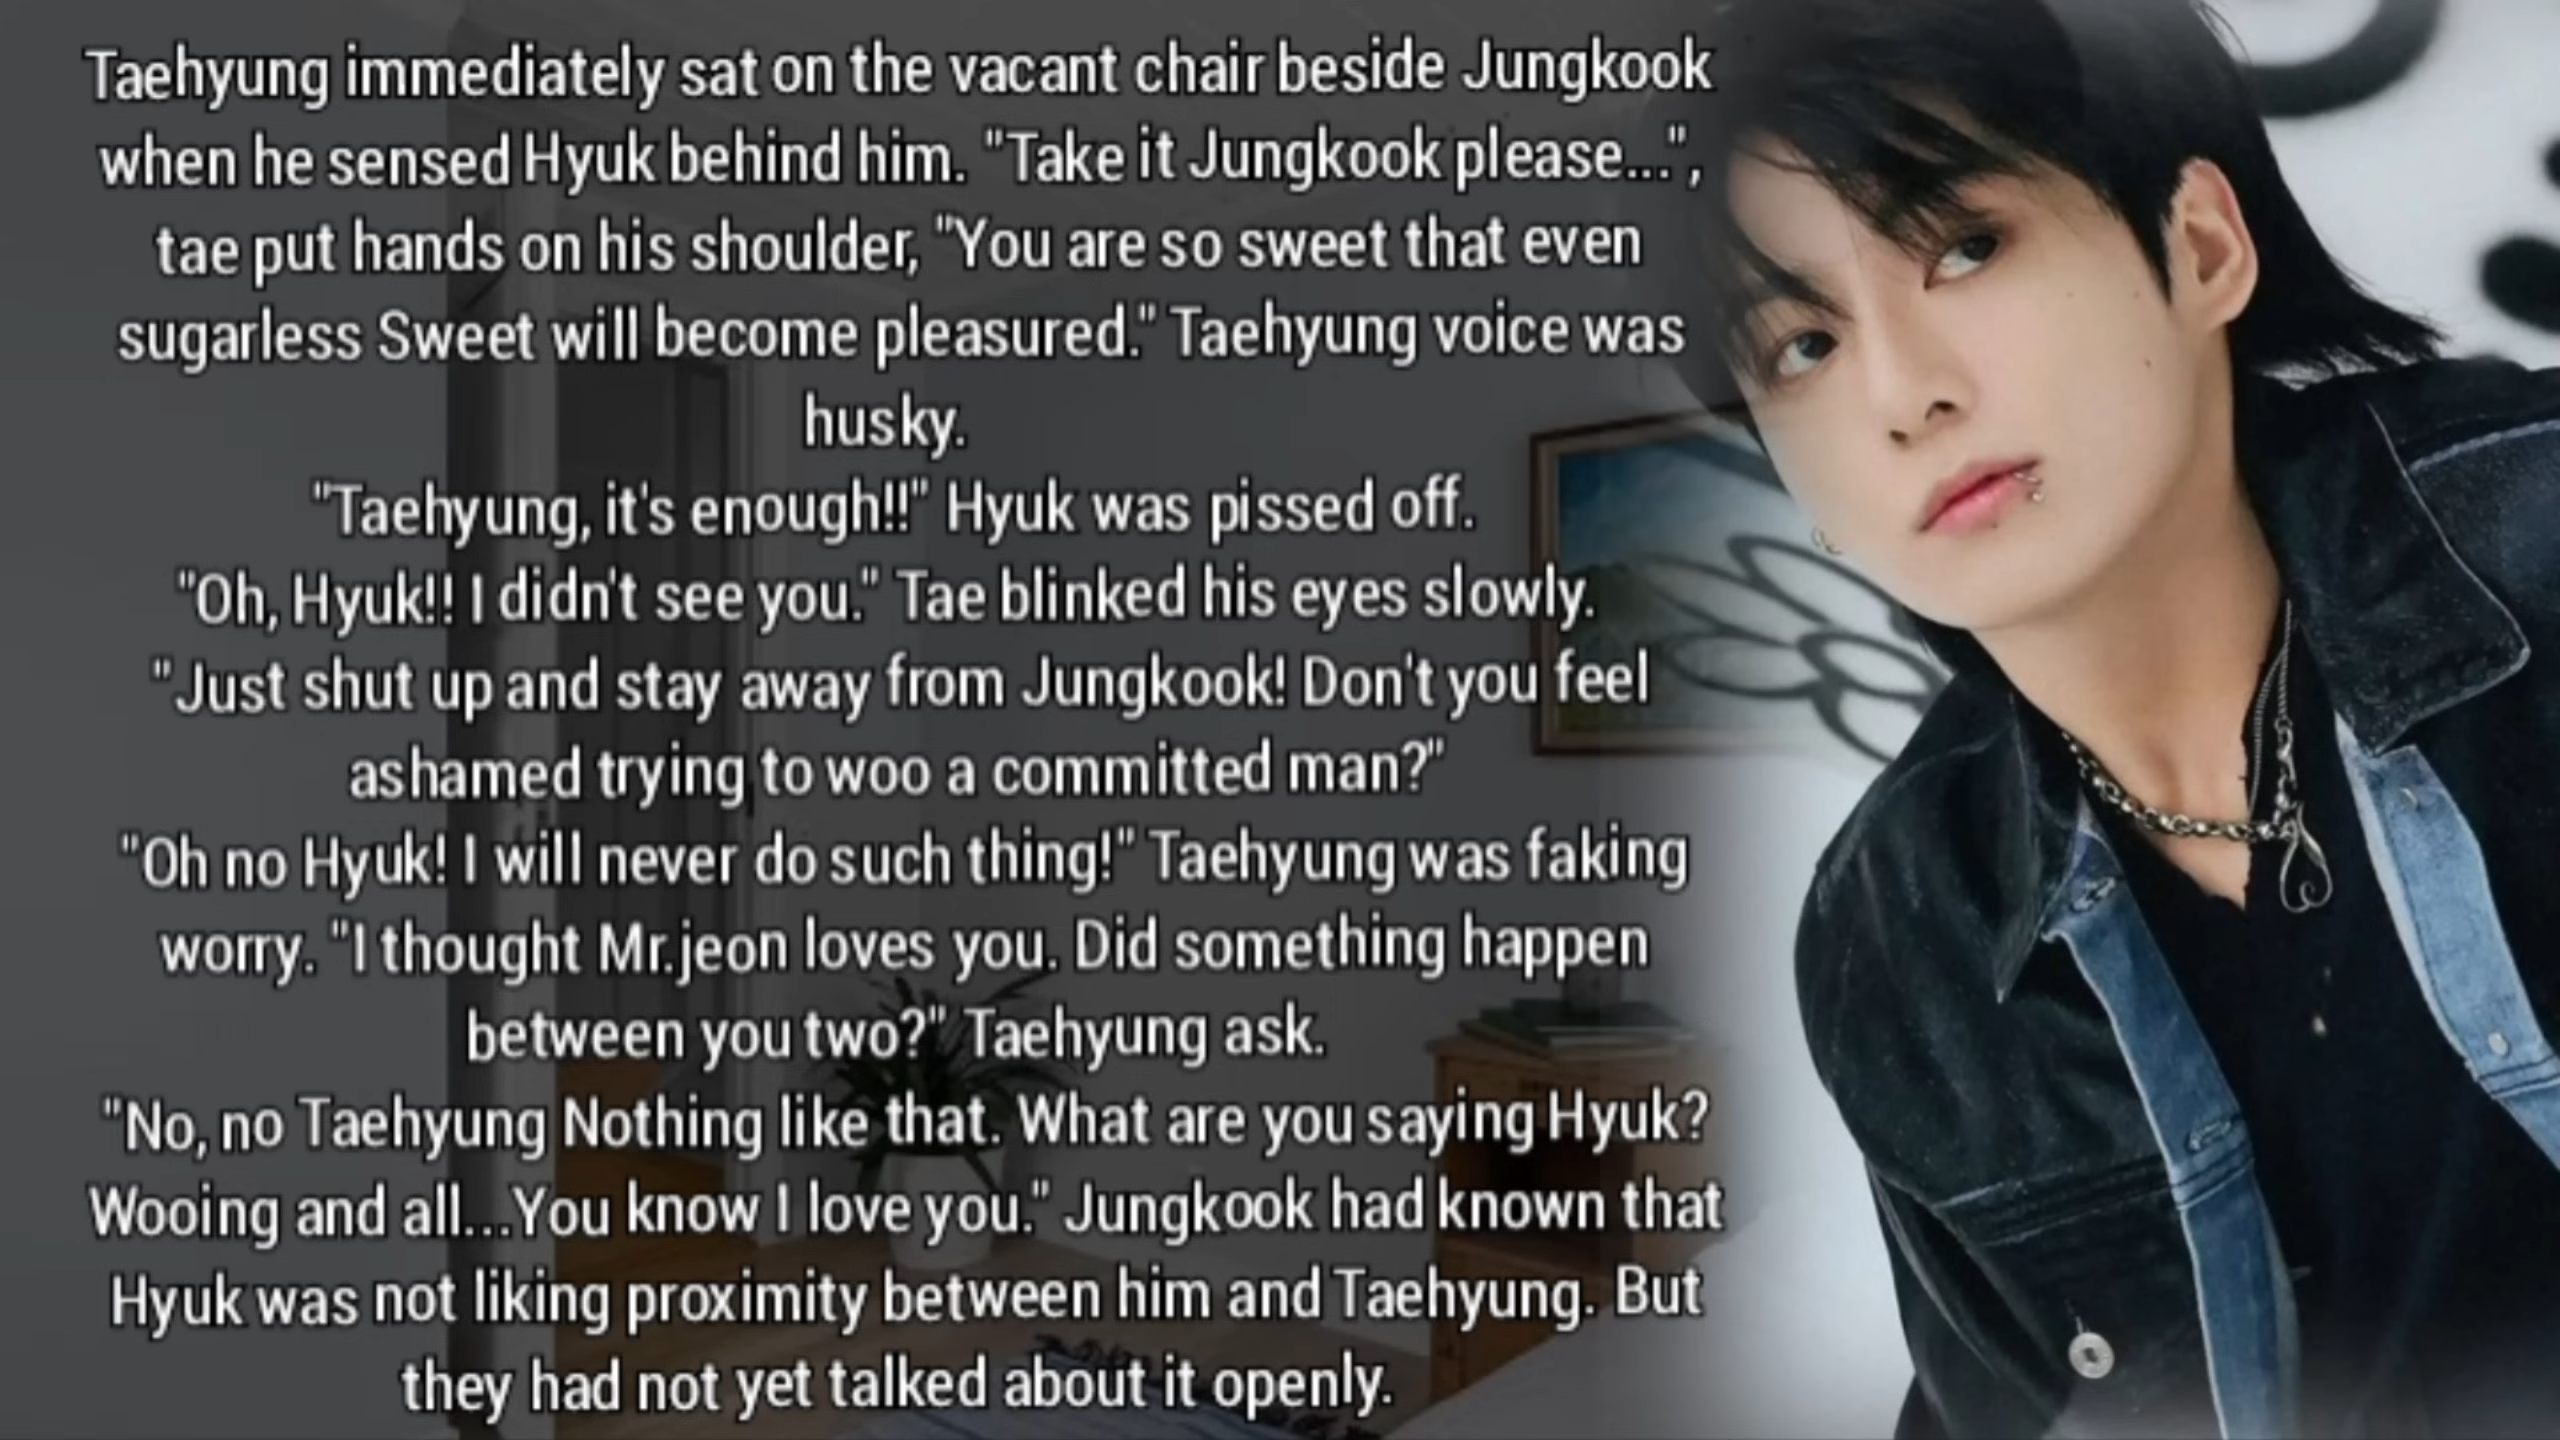 Taehyung immediately sat on the vacant chair beside Jungkook
when he sensed Hyuk behind him. "Take it Jungkook please...",
tae put hands on his shoulder, "You are so sweet that even
sugarless Sweet will become pleasured." Taehyung voice was
husky.
"Taehyung, it's enough!!" Hyuk was pissed off.
"Oh, Hyuk!! I didn't see you." Tae blinked his eyes slowly.
"Just shut up and stay away from Jungkook! Don't you feel
ashamed trying to woo a committed man?"
"Oh no Hyuk! I will never do such thing!" Taehyung was faking
worry. "I thought Mr.jeon loves you. Did something happen
between you two?" Taehyung ask.
"No, no Taehyung Nothing like that. What are you saying Hyuk?
Wooing and all...You know I love you." Jungkook had known that
Hyuk was not liking proximity between him and Taehyung. But
they had not yet talked about it openly.